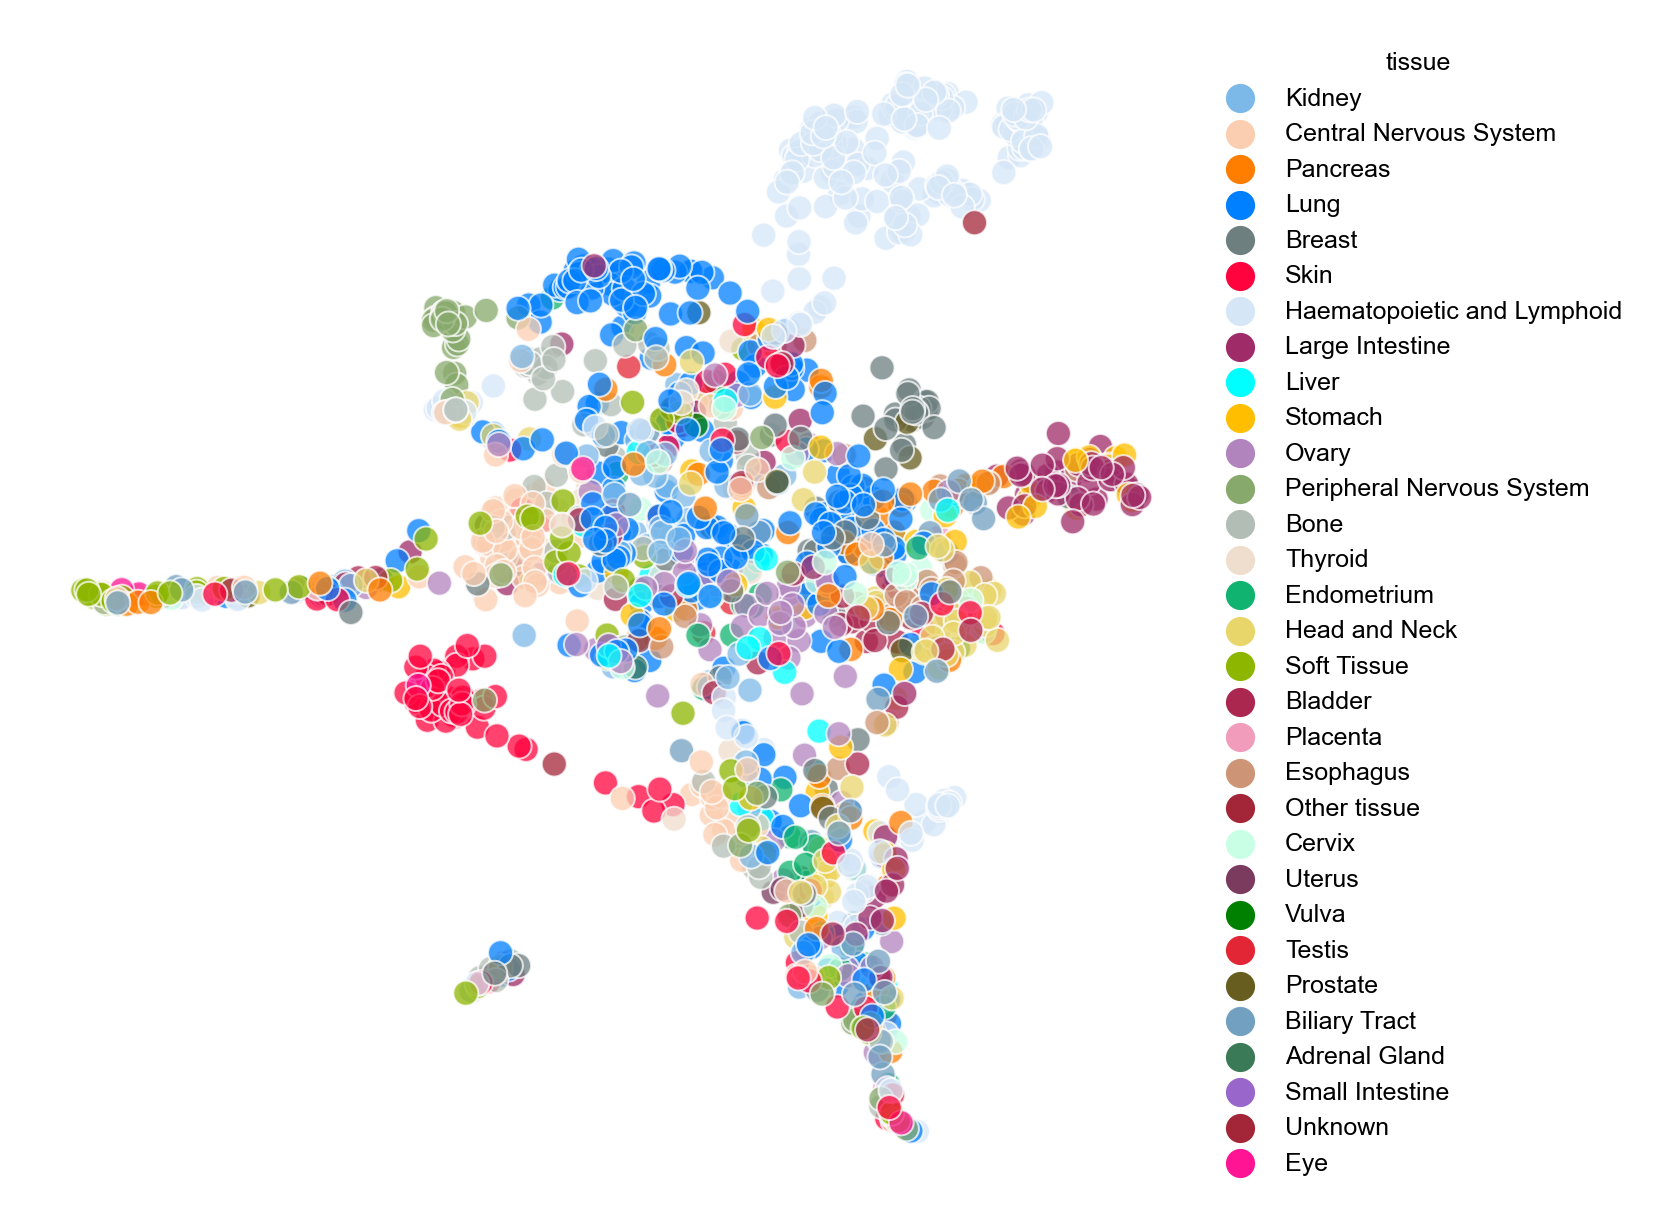 tissue
Kidney
Central Nervous System
Pancreas
Lung
Breast
Skin
Haematopoietic and Lymphoid
Large Intestine
Liver
Stomach
Ovary
Peripheral Nervous System
Bone
Thyroid
Endometrium
Head and Neck
Soft Tissue
Bladder
Placenta
Esophagus
Other tissue
Cervix
Uterus
Vulva
Testis
Prostate
Biliary Tract
Adrenal Gland
Small Intestine
Unknown
Eye